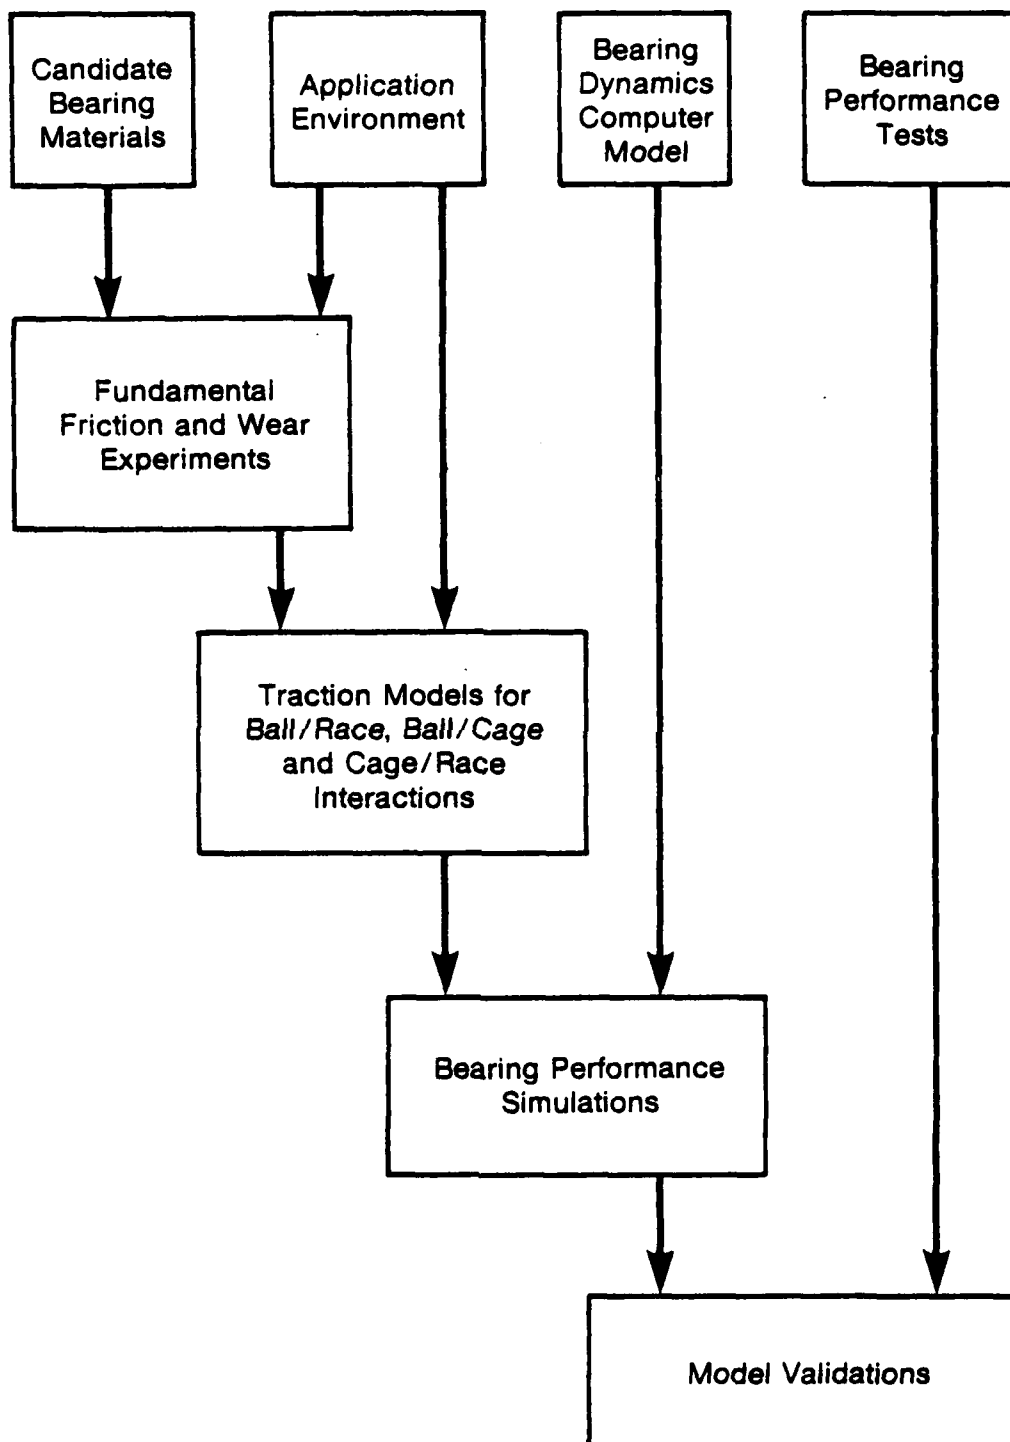 Candidate
Bearing
Materials
Application
Environment
Bearing
Dynamics
Computer
Model
Bearing
Performance
Tests
Fundamental
Friction and Wear
Experiments
Traction Models for
Ball/Race, Ball/Cage
and Cage/Race
Interactions
Bearing Performance
Simulations
Model Validations